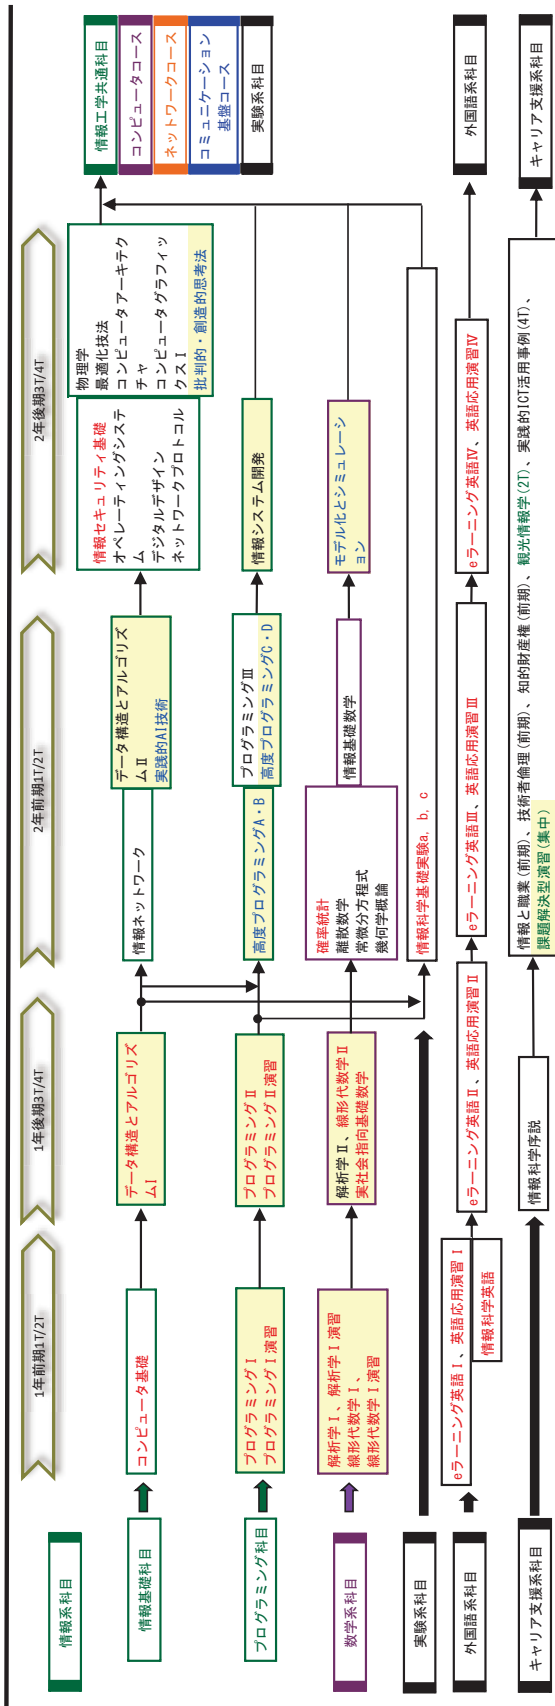 1年前期1T/2T
1年後期3T/4T
2年前期1T/2T
2年後期3T/4T
情報系科目
情報基礎科目
コンピュータ基礎
データ構造とアルゴリズ
ムⅠ
情報ネットワーク
データ構造とアルゴリズ
ムⅡ
実践的AI技術
情報セキュリティ基礎
オペレーティングシステ
ム
デジタルデザイン
ネットワークプロトコル
物理学
最適化技法
コンピュータアーキテク
チャ
コンピュータグラフィッ
クスⅠ
批判的・創造的思考法
情報工学共通科目
コンピュータコース
ネットワークコース
コミュニケーション
基盤コース
実験系科目
プログラミング科目
プログラミングⅠ
プログラミングⅠ演習
プログラミングⅡ
プログラミングⅡ演習
高度プログラミングA・B
プログラミングⅢ
高度プログラミングC・D
情報システム開発
数学系科目
解析学Ⅰ、解析学Ⅰ演習
線形代数学Ⅰ、
線形代数学Ⅰ演習
解析学Ⅱ、線形代数学Ⅱ
実社会指向基礎数学
確率統計
離散数学
常微分方程式
幾何学概論
情報基礎数学
モデル化とシミュレーシ
ョン
実験系科目
情報科学基礎実験a, b, c
外国語系科目
eラーニング英語Ⅰ、英語応用演習Ⅰ
情報科学英語
eラーニング英語Ⅱ、英語応用演習Ⅱ
eラーニング英語Ⅲ、英語応用演習Ⅲ
eラーニング英語Ⅳ、英語応用演習Ⅳ
外国語系科目
キャリア支援系科目
情報科学序説
情報と職業(前期)、技術者倫理(前期)、知的財産権(前期)、観光情報学(2T)、実践的ICT活用事例(4T)、
課題解決型演習(集中)
キャリア支援系科目